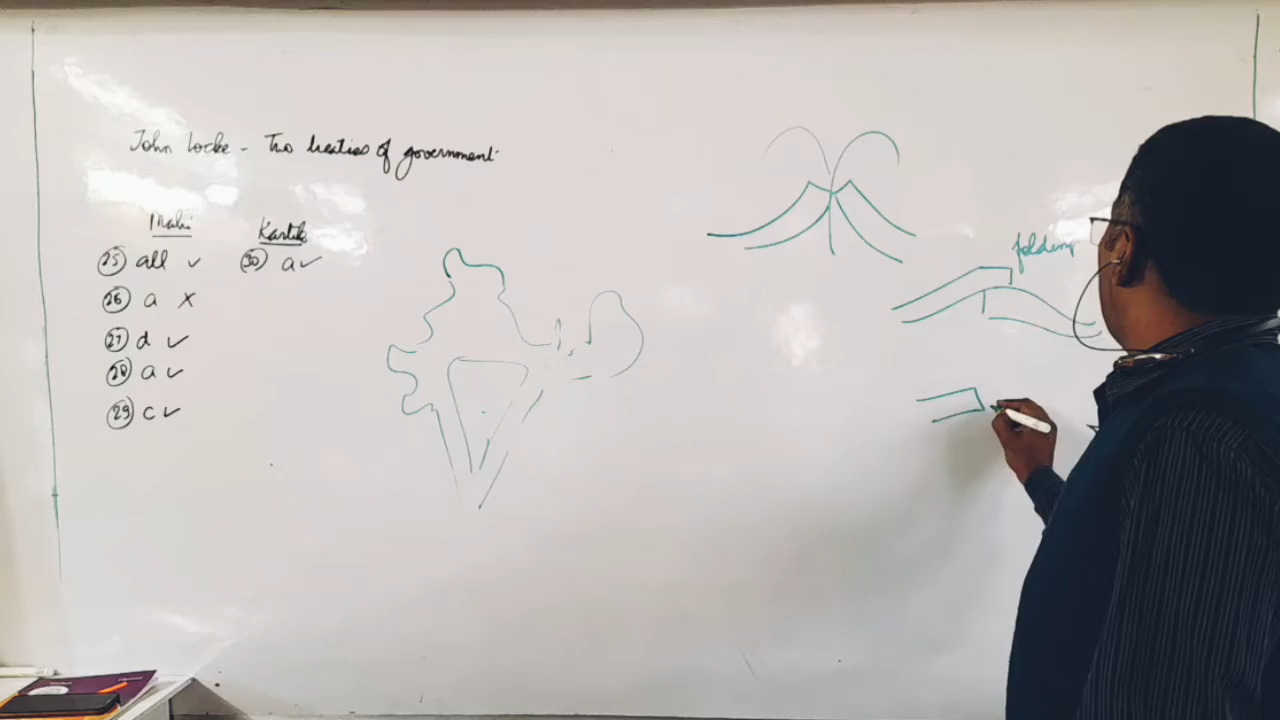 John Locke - Two treaties of government
Mahi
Kartik
25 all ✓
30 a ✓
26 a X
27 d ✓
28 a ✓
29 c ✓
folding